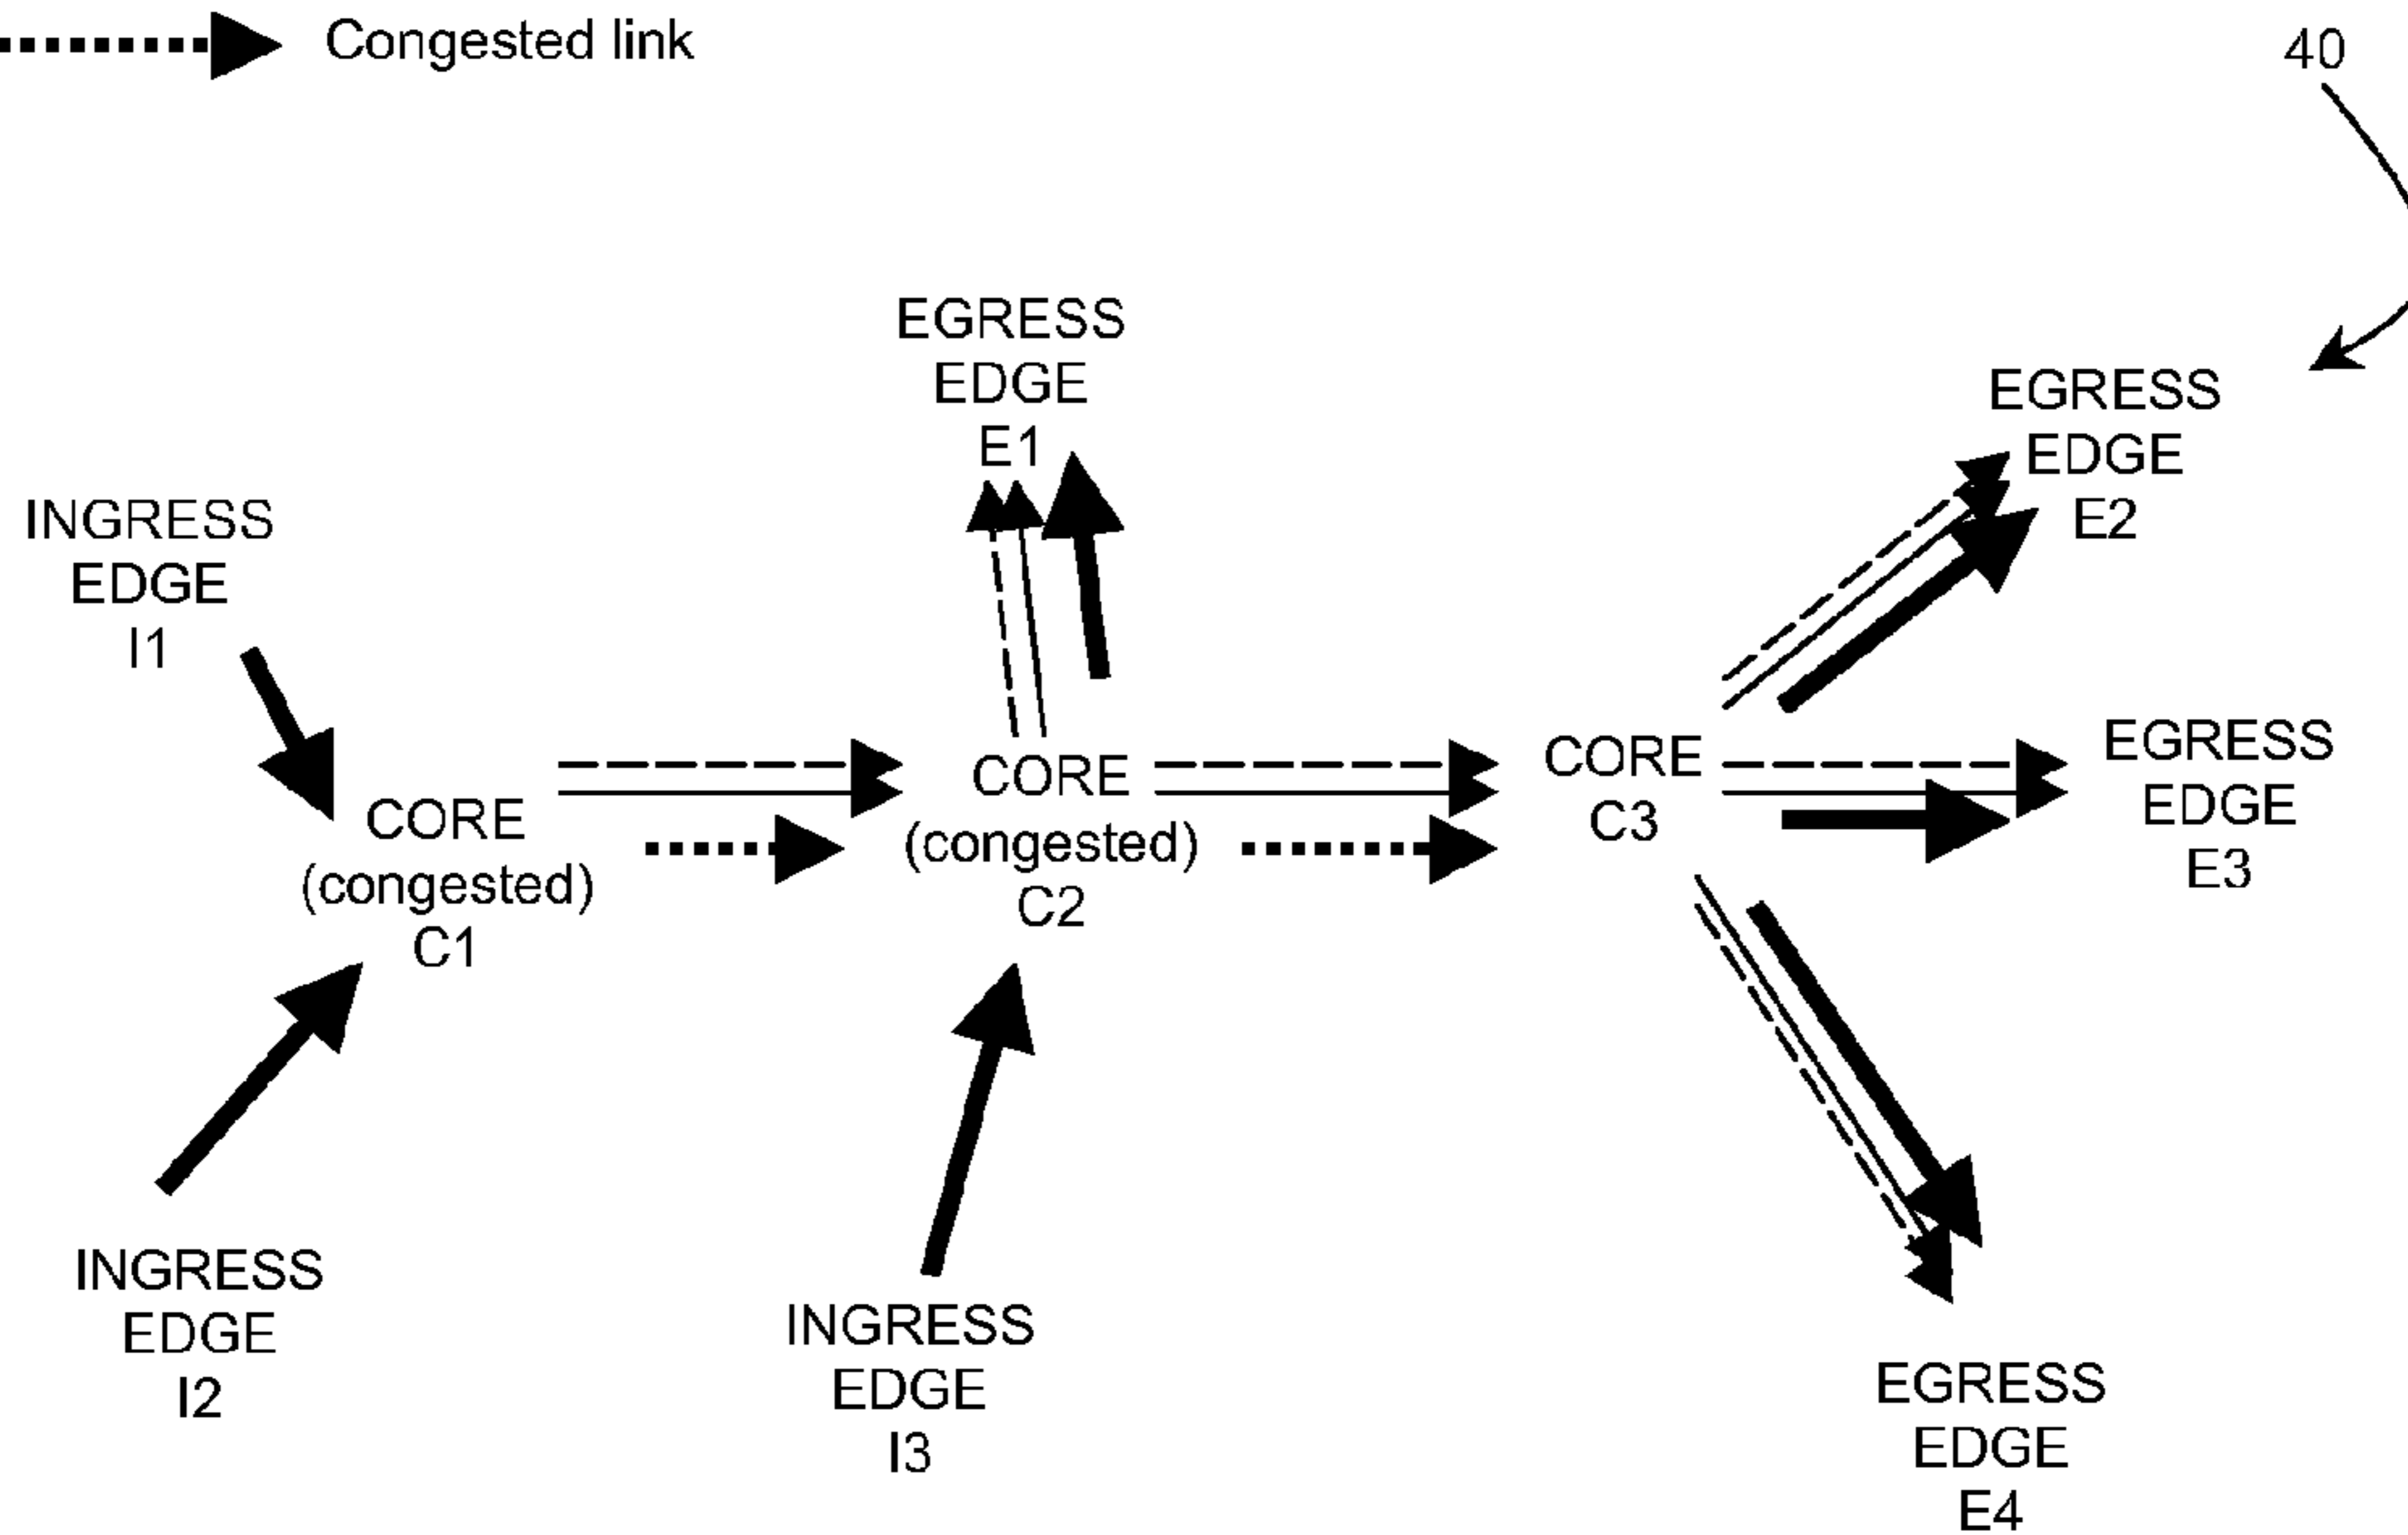 Congested link
40
EGRESS
EDGE
E1
EGRESS
EDGE
E2
INGRESS
EDGE
I1
CORE
(congested)
C1
CORE
(congested)
C2
CORE
C3
EGRESS
EDGE
E3
INGRESS
EDGE
I2
INGRESS
EDGE
I3
EGRESS
EDGE
E4